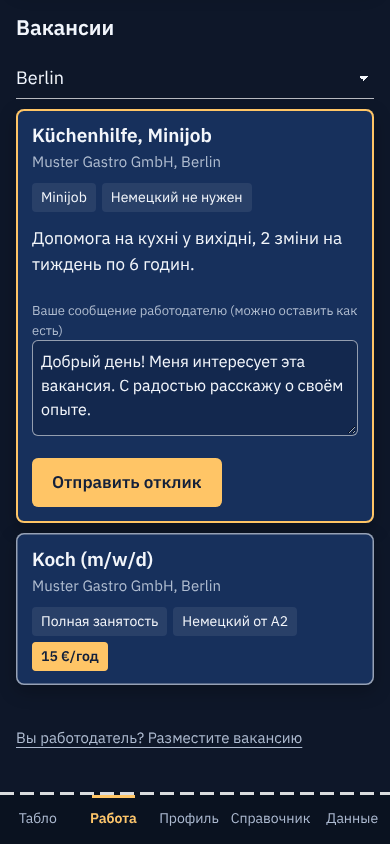 Вакансии
Berlin
Küchenhilfe, Minijob
Muster Gastro GmbH, Berlin
Minijob
Немецкий не нужен
Допомога на кухні у вихідні, 2 зміни на
тиждень по 6 годин.
Ваше сообщение работодателю (можно оставить как
есть)
Добрый день! Меня интересует эта
вакансия. С радостью расскажу о своём
опыте.
Отправить отклик
Koch (m/w/d)
Muster Gastro GmbH, Berlin
Полная занятость
Немецкий от A2
15 €/год
Вы работодатель? Разместите вакансию
Табло
Работа
Профиль
Справочник
Данные